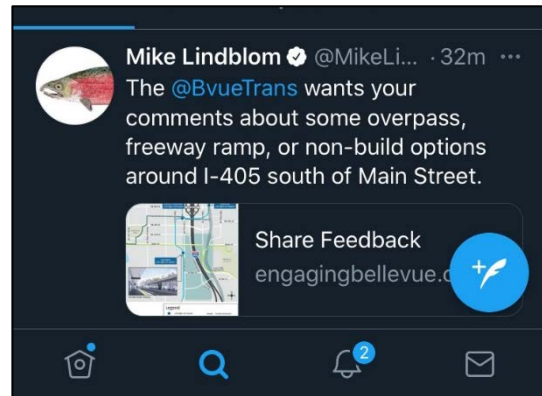 Mike Lindblom @MikeLi... · 32m
The @BvueTrans wants your
comments about some overpass,
freeway ramp, or non-build options
around I-405 south of Main Street.
Share Feedback
engagingbellevue.c
Legend
2